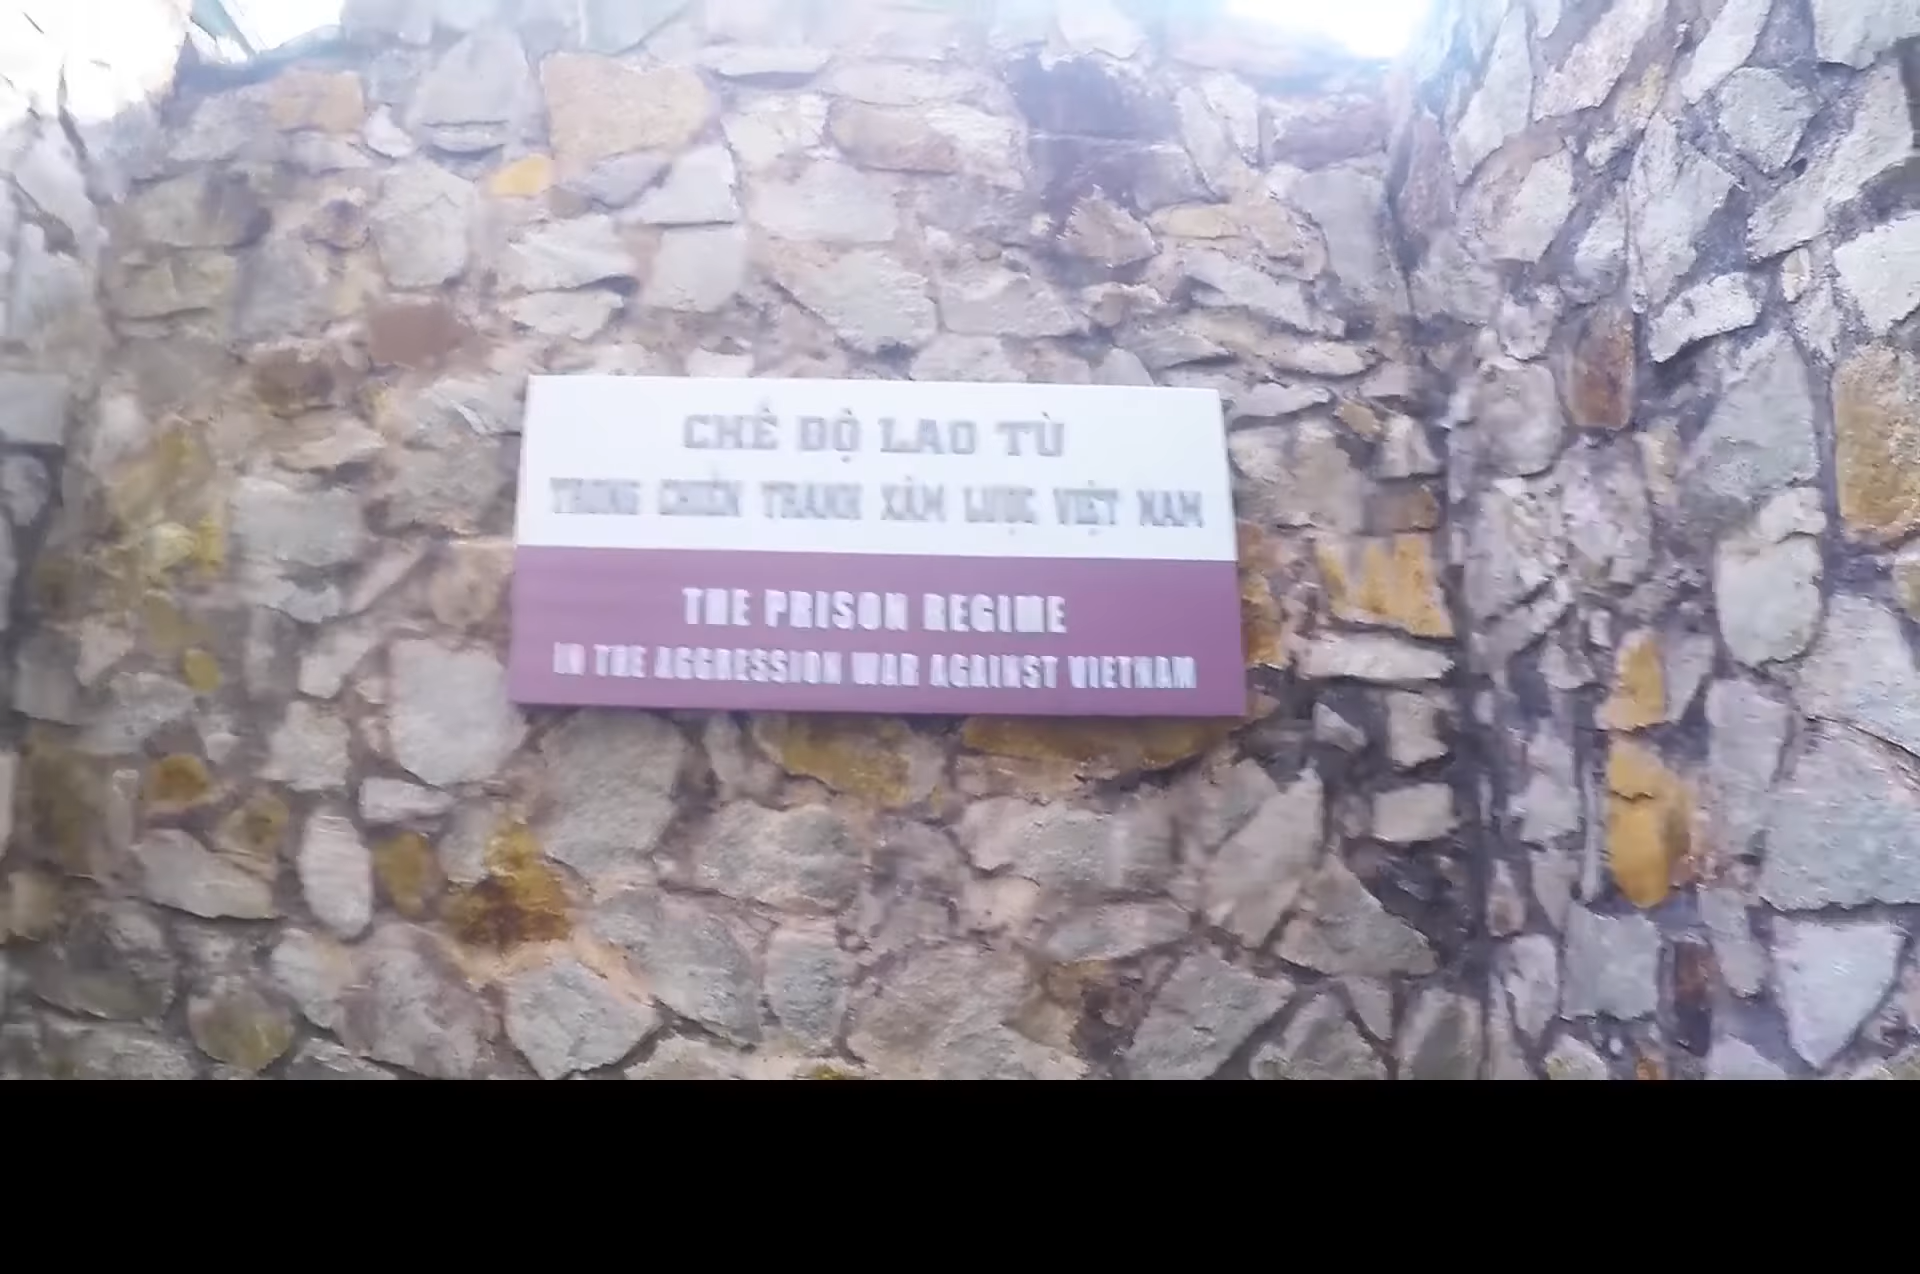 CHẾ ĐỘ LAO TÙ
TRONG CHIẾN TRANH XÂM LƯỢC VIỆT NAM
THE PRISON REGIME
IN THE AGGRESSION WAR AGAINST VIETNAM